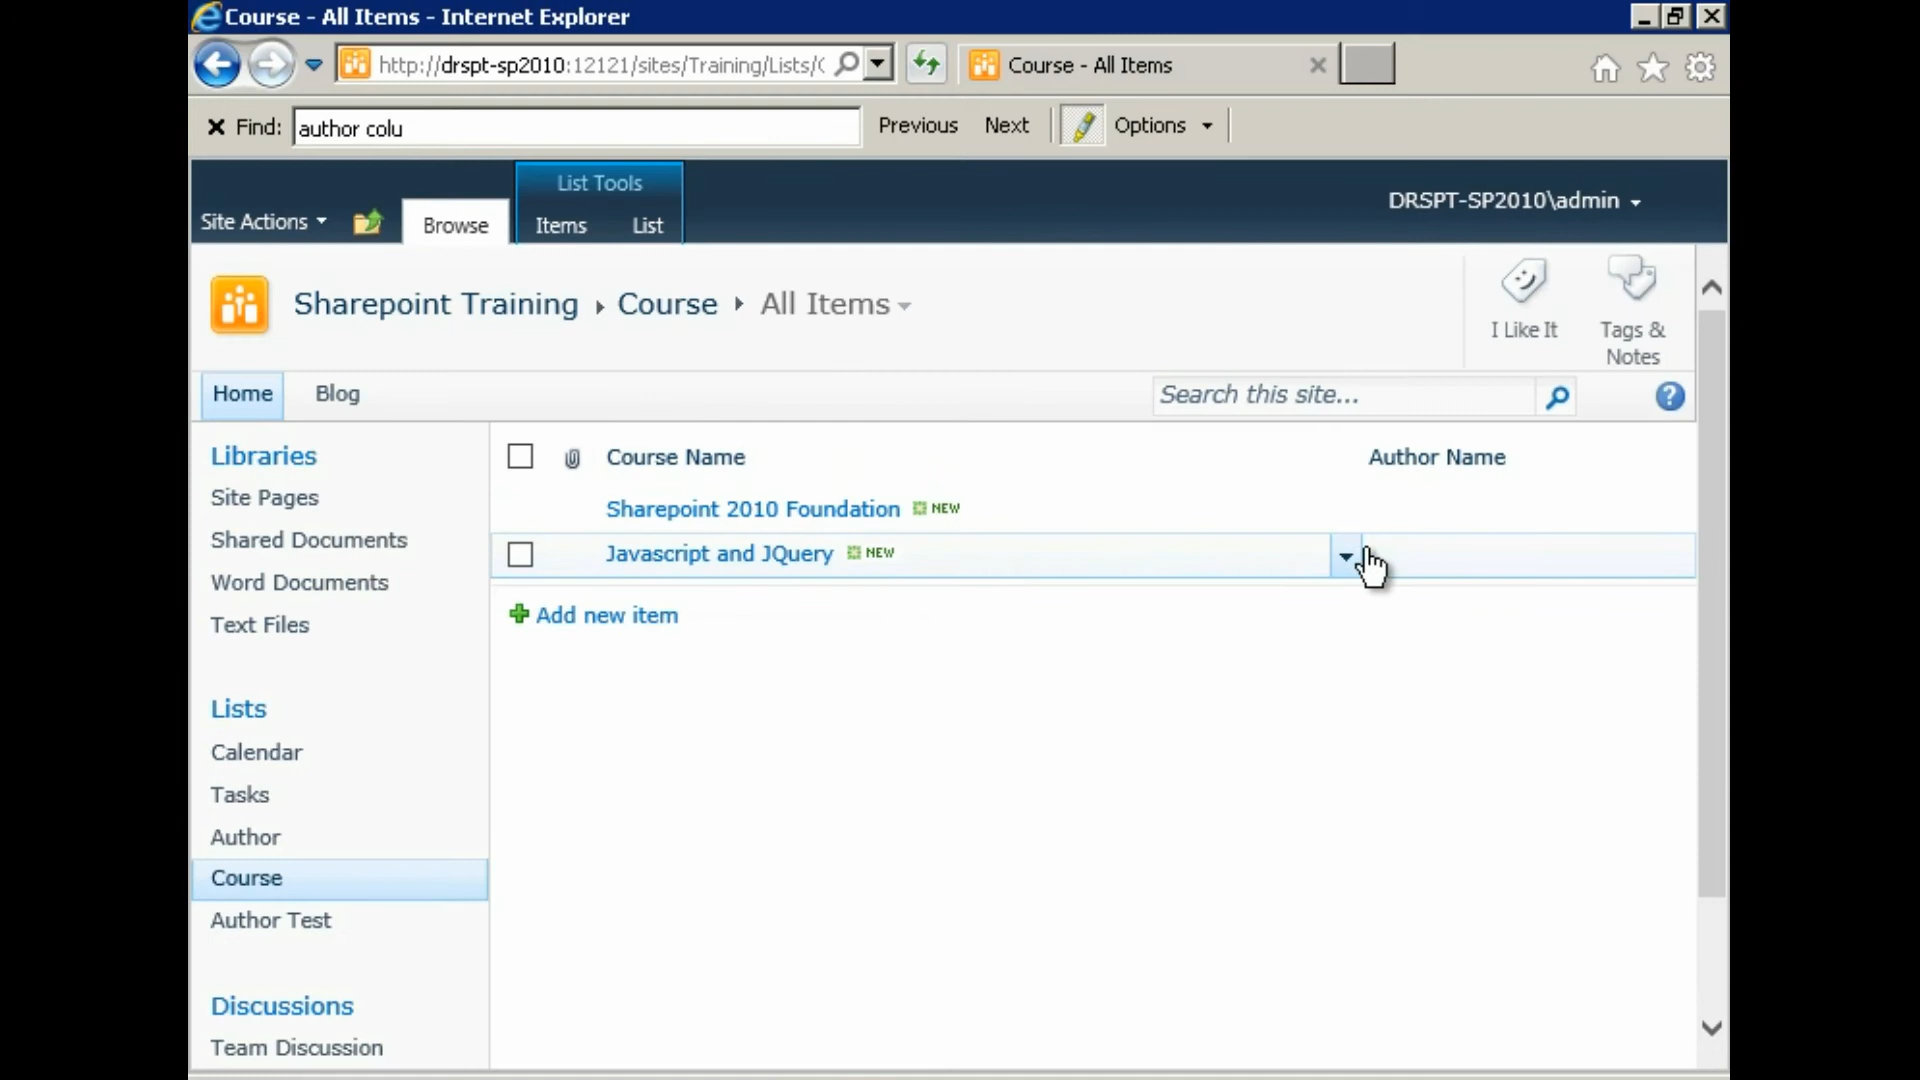 Course - All Items - Internet Explorer
http://drspt-sp2010:12121/sites/Training/Lists/C
Course - All Items
Find: author colu Previous Next Options
List Tools
Site Actions Browse Items List
DRSPT-SP2010\admin
Sharepoint Training Course All Items
I Like It
Tags & Notes
Home Blog
Search this site...
Libraries
Site Pages
Shared Documents
Word Documents
Text Files
Lists
Calendar
Tasks
Author
Course
Author Test
Discussions
Team Discussion
Course Name Author Name
Sharepoint 2010 Foundation NEW
Javascript and JQuery NEW
Add new item